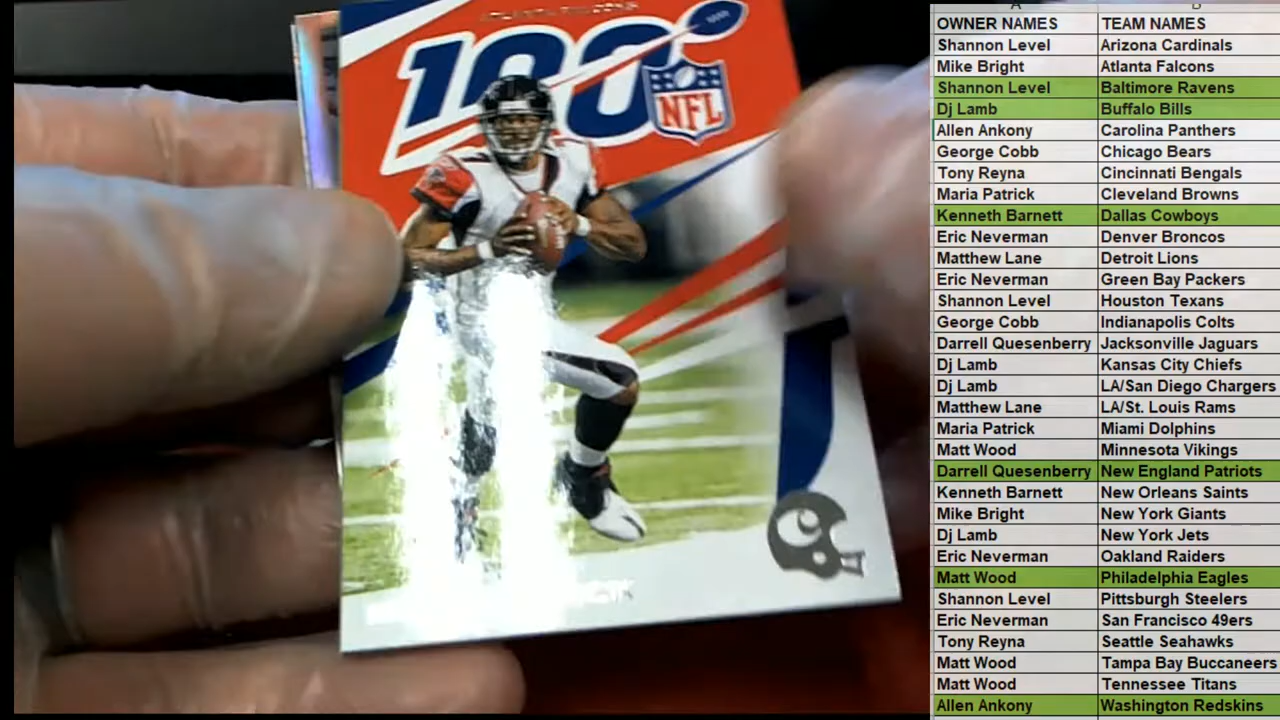 ATLANTA FALCONS
100
NFL
OWNER NAMES TEAM NAMES
Shannon Level Arizona Cardinals
Mike Bright Atlanta Falcons
Shannon Level Baltimore Ravens
Dj Lamb Buffalo Bills
Allen Ankony Carolina Panthers
George Cobb Chicago Bears
Tony Reyna Cincinnati Bengals
Maria Patrick Cleveland Browns
Kenneth Barnett Dallas Cowboys
Eric Neverman Denver Broncos
Matthew Lane Detroit Lions
Eric Neverman Green Bay Packers
Shannon Level Houston Texans
George Cobb Indianapolis Colts
Darrell Quesenberry Jacksonville Jaguars
Dj Lamb Kansas City Chiefs
Dj Lamb LA/San Diego Chargers
Matthew Lane LA/St. Louis Rams
Maria Patrick Miami Dolphins
Matt Wood Minnesota Vikings
Darrell Quesenberry New England Patriots
Kenneth Barnett New Orleans Saints
Mike Bright New York Giants
Dj Lamb New York Jets
Eric Neverman Oakland Raiders
Matt Wood Philadelphia Eagles
Shannon Level Pittsburgh Steelers
Eric Neverman San Francisco 49ers
Tony Reyna Seattle Seahawks
Matt Wood Tampa Bay Buccaneers
Matt Wood Tennessee Titans
Allen Ankony Washington Redskins